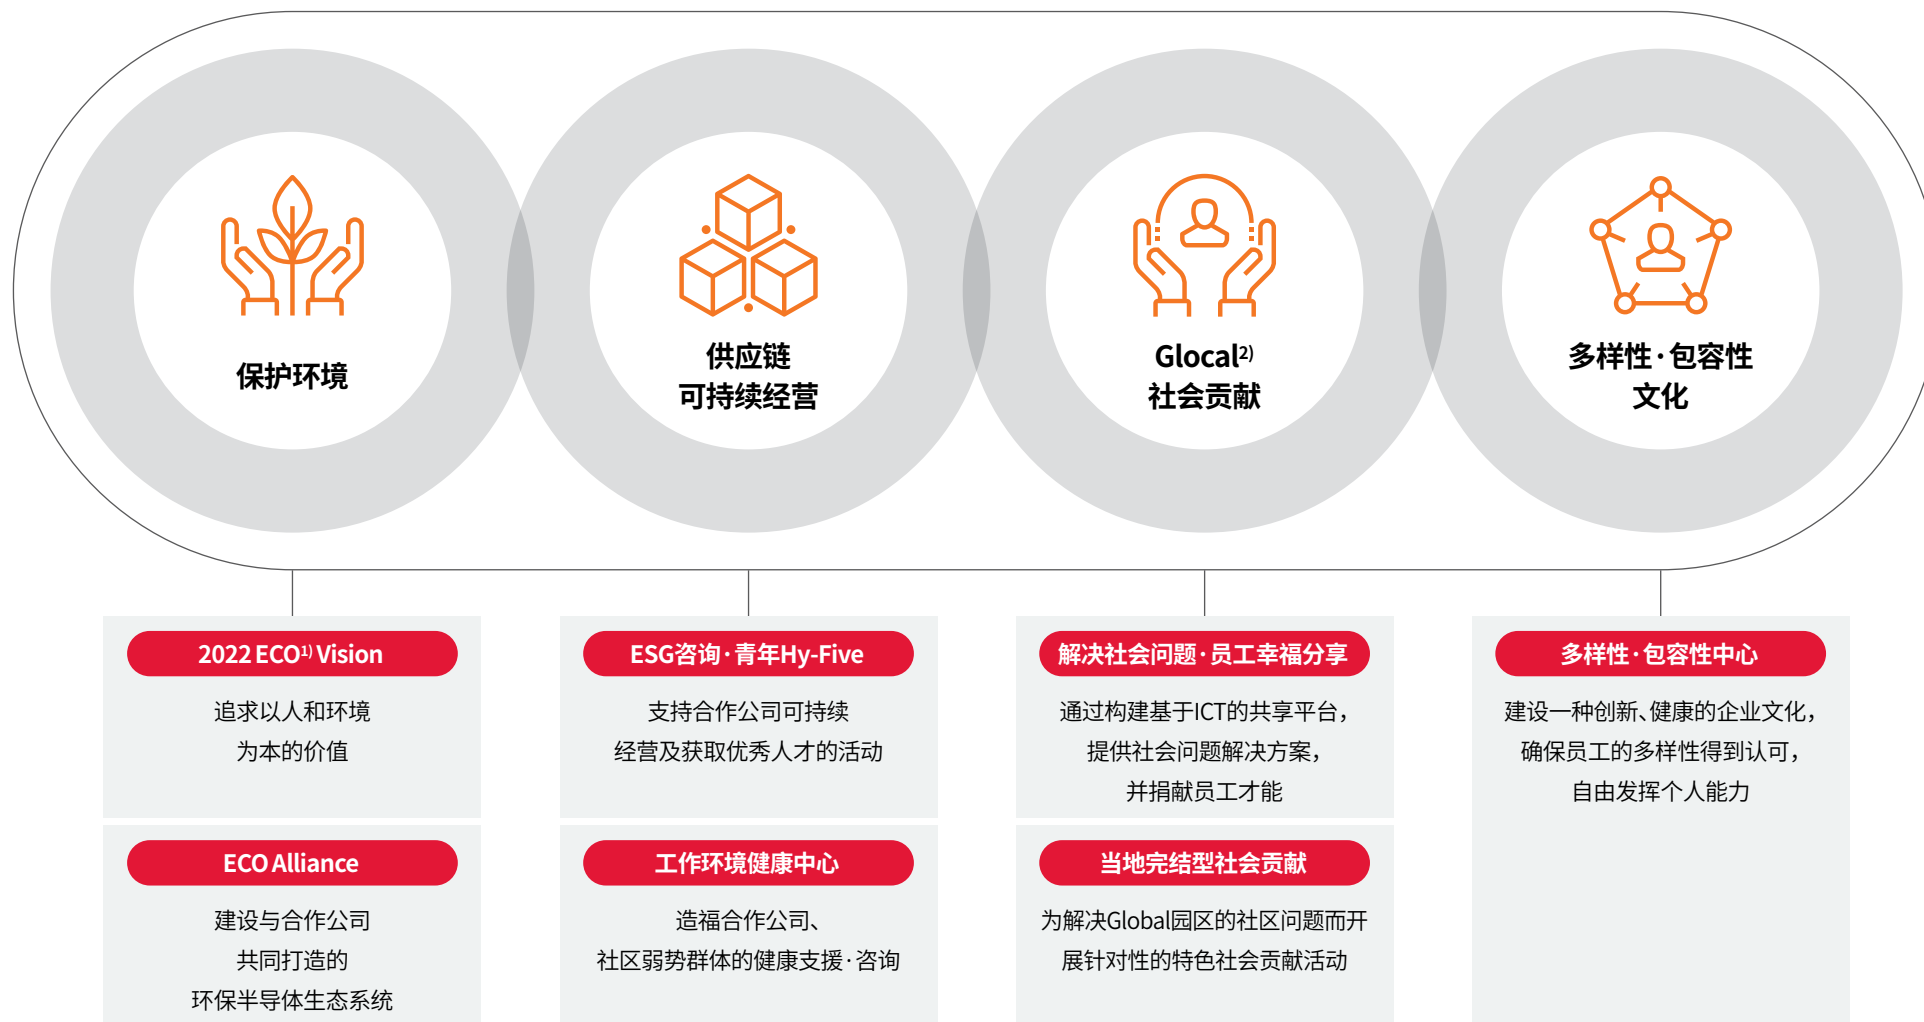 保护环境
供应链
可持续经营
Glocal2)
社会贡献
多样性·包容性
文化
2022 ECO1) Vision
追求以人和环境
为本的价值
ECO Alliance
建设与合作公司
共同打造的
环保半导体生态系统
ESG咨询·青年Hy-Five
支持合作公司可持续
经营及获取优秀人才的活动
工作环境健康中心
造福合作公司、
社区弱势群体的健康支援·咨询
解决社会问题·员工幸福分享
通过构建基于ICT的共享平台，
提供社会问题解决方案，
并捐献员工才能
当地完结型社会贡献
为解决Global园区的社区问题而开
展针对性的特色社会贡献活动
多样性·包容性中心
建设一种创新、健康的企业文化，
确保员工的多样性得到认可，
自由发挥个人能力